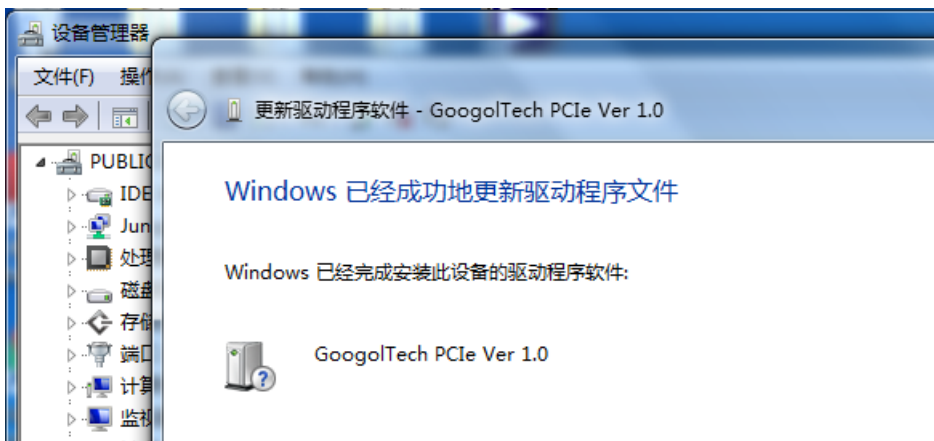 设备管理器
文件(F) 操作
更新驱动程序软件 - GoogolTech PCIe Ver 1.0
PUBLIC
IDE
Jun
处理
磁盘
存储
端口
计算
监视
Windows 已经成功地更新驱动程序文件
Windows 已经完成安装此设备的驱动程序软件:
GoogolTech PCIe Ver 1.0